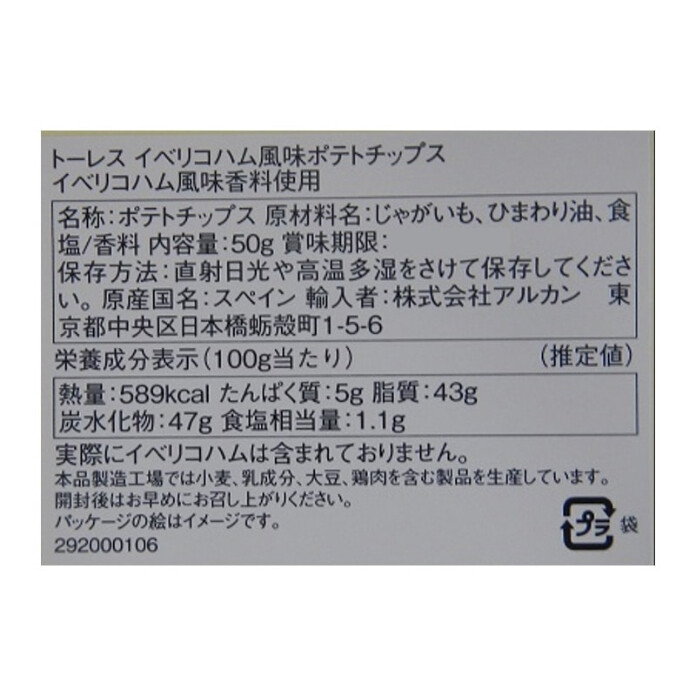 トーレス イベリコハム風味ポテトチップス
イベリコハム風味香料使用
名称:ポテトチップス 原材料名:じゃがいも、ひまわり油、食
塩/香料 内容量:50g 賞味期限:
保存方法:直射日光や高温多湿をさけて保存してくださ
い。原産国名:スペイン 輸入者:株式会社アルカン 東
京都中央区日本橋蛎殻町1-5-6
栄養成分表示(100g当たり) (推定値)
熱量:589kcal たんぱく質:5g 脂質:43g
炭水化物:47g 食塩相当量:1.1g
実際にイベリコハムは含まれておりません。
本品製造工場では小麦、乳成分、大豆、鶏肉を含む製品を生産しています。
開封後はお早めにお召し上がりください。
パッケージの絵はイメージです。
プラ 袋
292000106